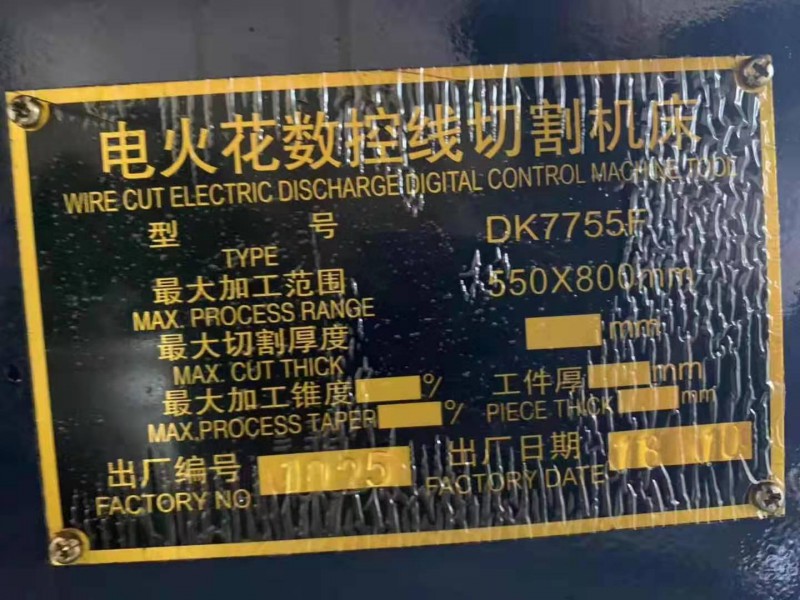 电火花数控线切割机床
WIRE CUT ELECTRIC DISCHARGE DIGITAL CONTROL MACHINE TOOL
型 号 DK7755F
TYPE
最大加工范围 550X800mm
MAX. PROCESS RANGE
最大切割厚度 mm
MAX. CUT THICK
最大加工锥度 % 工件厚 mm
MAX.PROCESS TAPER % PIECE THICK mm
出厂编号 1025 出厂日期 18 10
FACTORY NO. FACTORY DATE